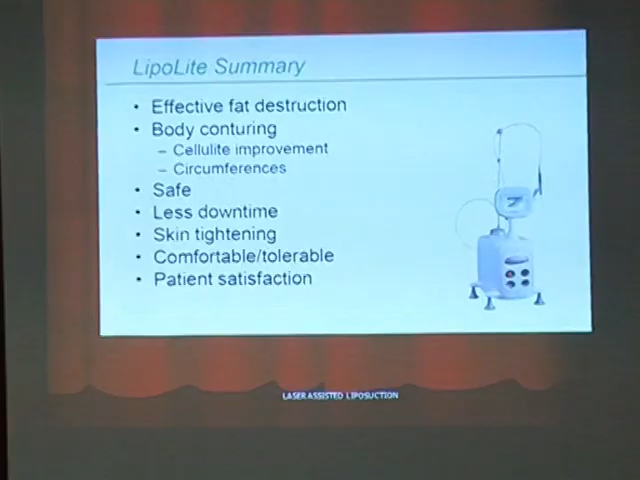 LipoLite Summary
• Effective fat destruction
• Body conturing
– Cellulite improvement
– Circumferences
• Safe
• Less downtime
• Skin tightening
• Comfortable/tolerable
• Patient satisfaction
LASER ASSISTED LIPOSUCTION